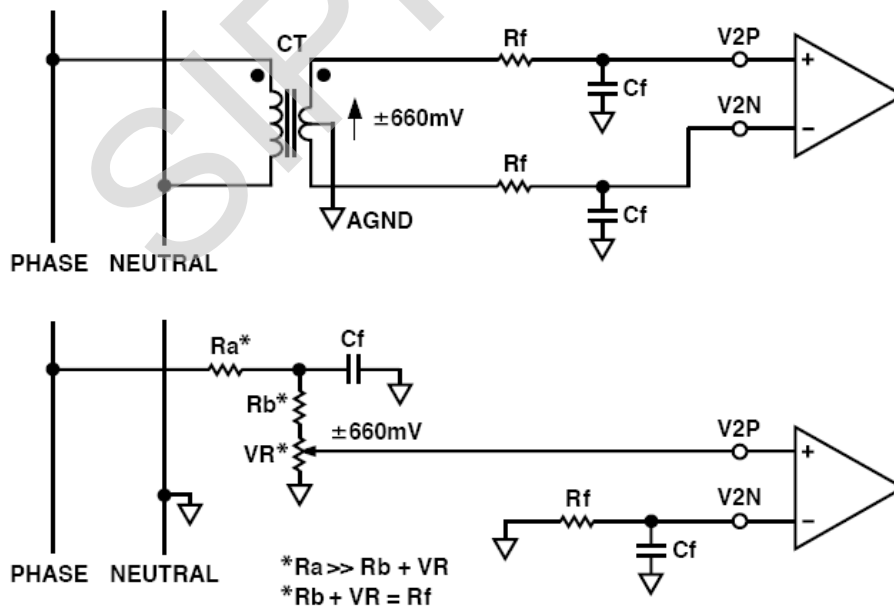 CT
Rf
V2P
+
Cf
±660mV
V2N
−
Rf
AGND
Cf
PHASE
NEUTRAL
Ra*
Cf
Rb*
±660mV
VR*
V2P
+
Rf
V2N
−
Cf
PHASE
NEUTRAL
*Ra >> Rb + VR
*Rb + VR = Rf